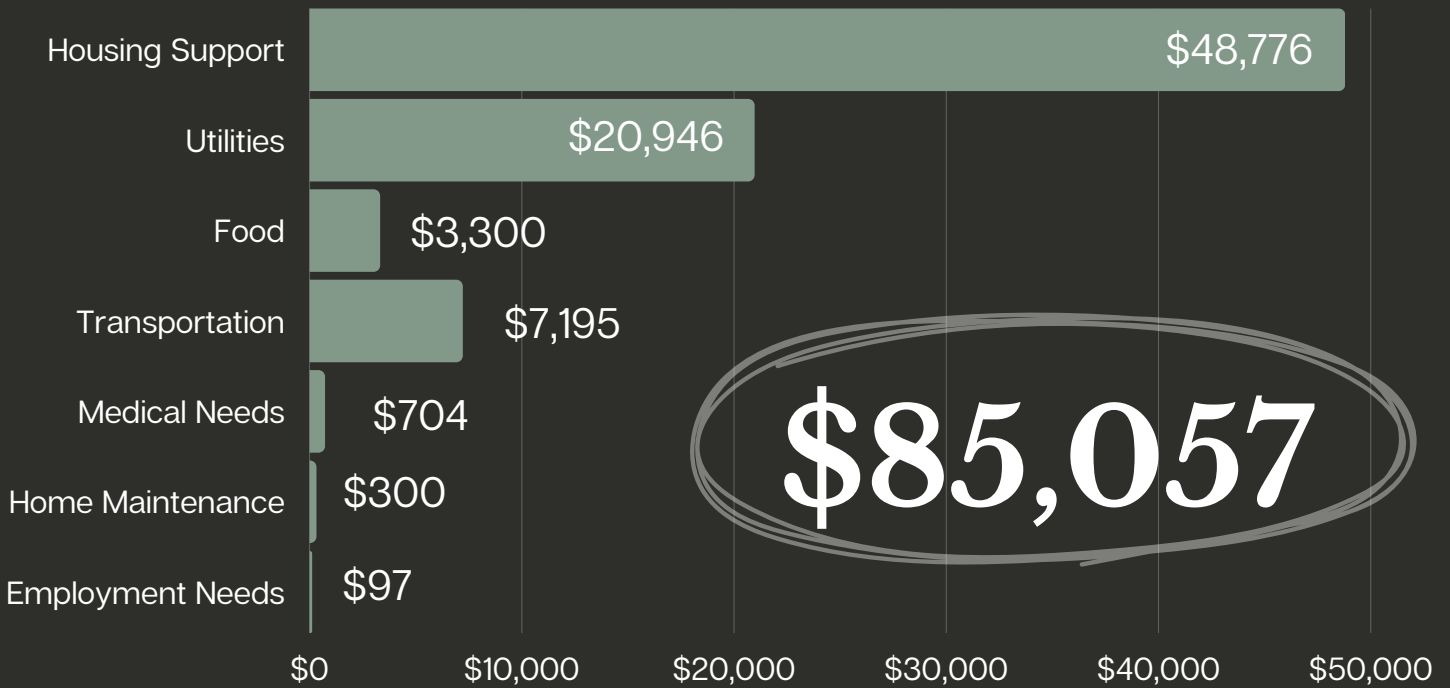 Housing Support $48,776
Utilities $20,946
Food $3,300
Transportation $7,195
Medical Needs $704
Home Maintenance $300
Employment Needs $97
$85,057
$0 $10,000 $20,000 $30,000 $40,000 $50,000